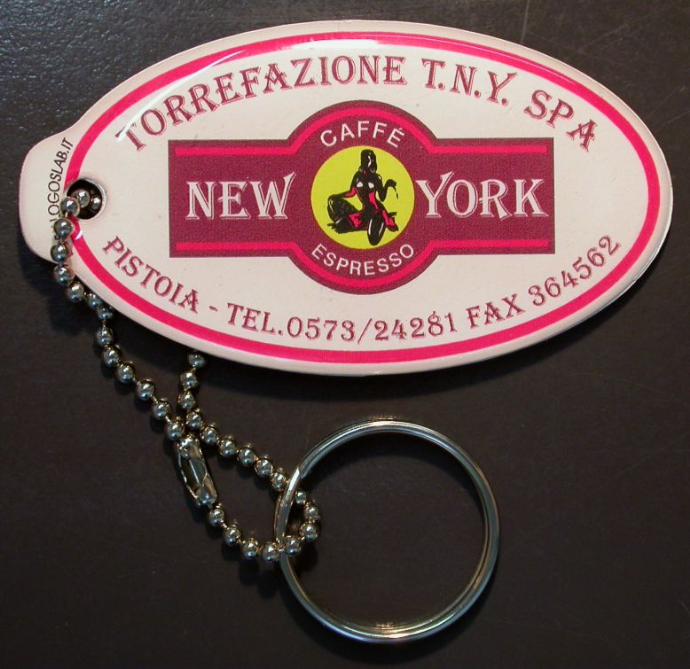 TORREFAZIONE T.N.Y. SPA
CAFFÈ
NEW YORK
ESPRESSO
PISTOIA - TEL.0573/24281 FAX 364562
LOGOSLAB.IT